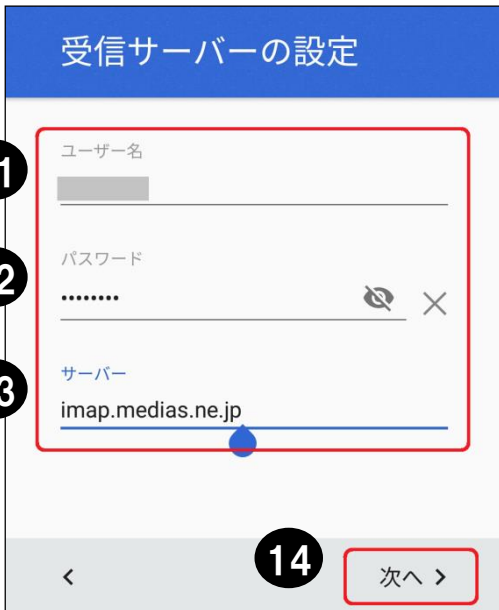 受信サーバーの設定
1
ユーザー名
パスワード
2
••••••••
サーバー
3
imap.medias.ne.jp
14
次へ